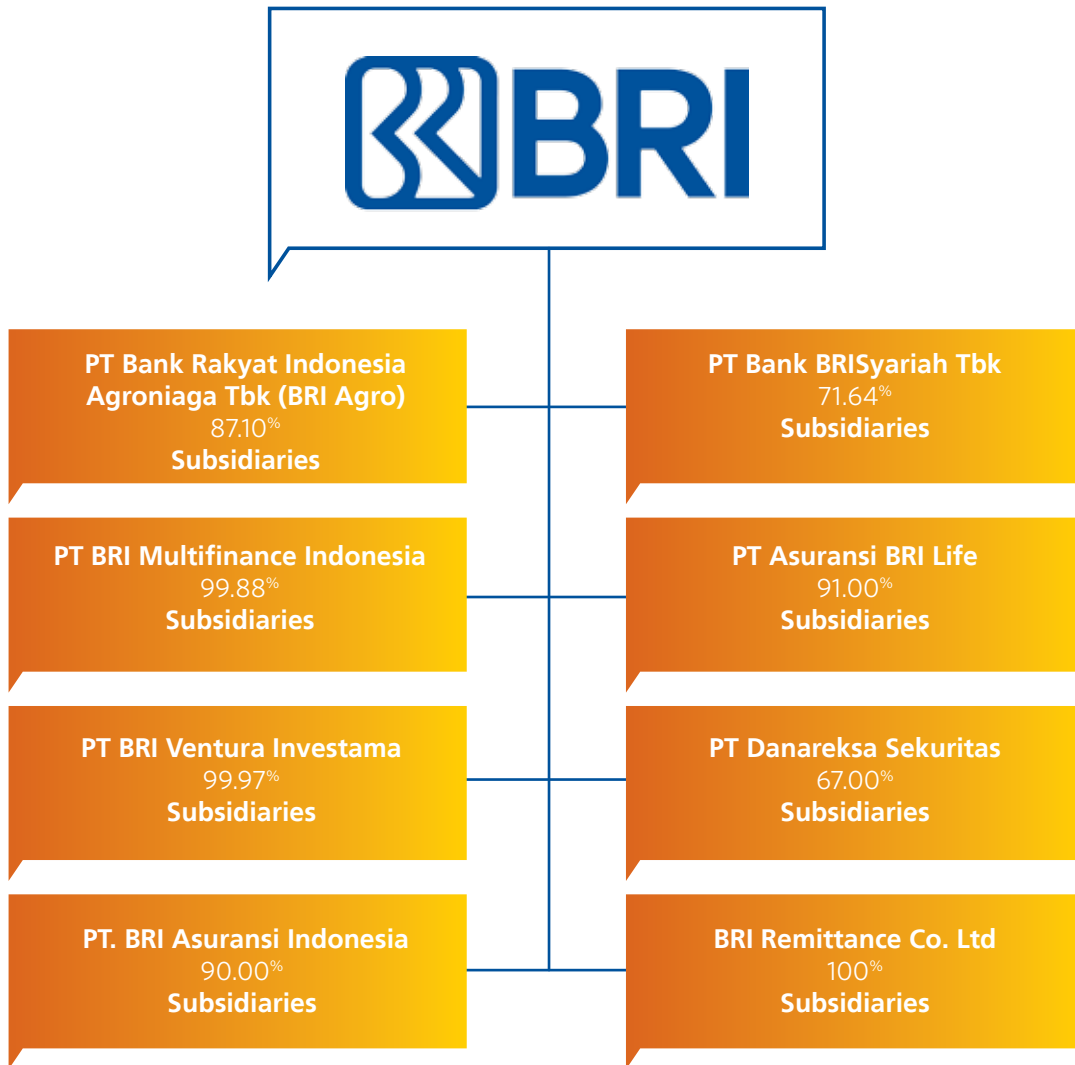 BRI
PT Bank Rakyat Indonesia
Agroniaga Tbk (BRI Agro)
87.10%
Subsidiaries
PT Bank BRISyariah Tbk
71.64%
Subsidiaries
PT BRI Multifinance Indonesia
99.88%
Subsidiaries
PT Asuransi BRI Life
91.00%
Subsidiaries
PT BRI Ventura Investama
99.97%
Subsidiaries
PT Danareksa Sekuritas
67.00%
Subsidiaries
PT. BRI Asuransi Indonesia
90.00%
Subsidiaries
BRI Remittance Co. Ltd
100%
Subsidiaries